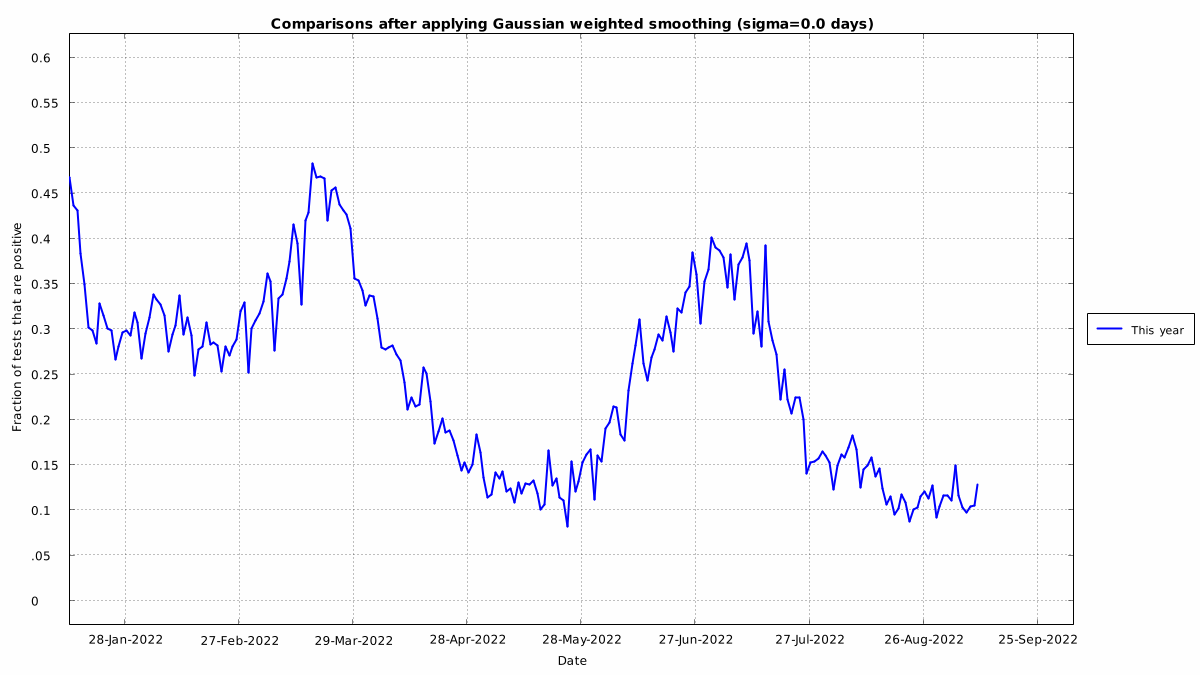 Comparisons after applying Gaussian weighted smoothing (sigma=0.0 days)
0.6
0.55
0.5
0.45
0.4
0.35
0.3
0.25
0.2
0.15
0.1
.05
0
Fraction of tests that are positive
This year
28-Jan-2022 27-Feb-2022 29-Mar-2022 28-Apr-2022 28-May-2022 27-Jun-2022 27-Jul-2022 26-Aug-2022 25-Sep-2022
Date